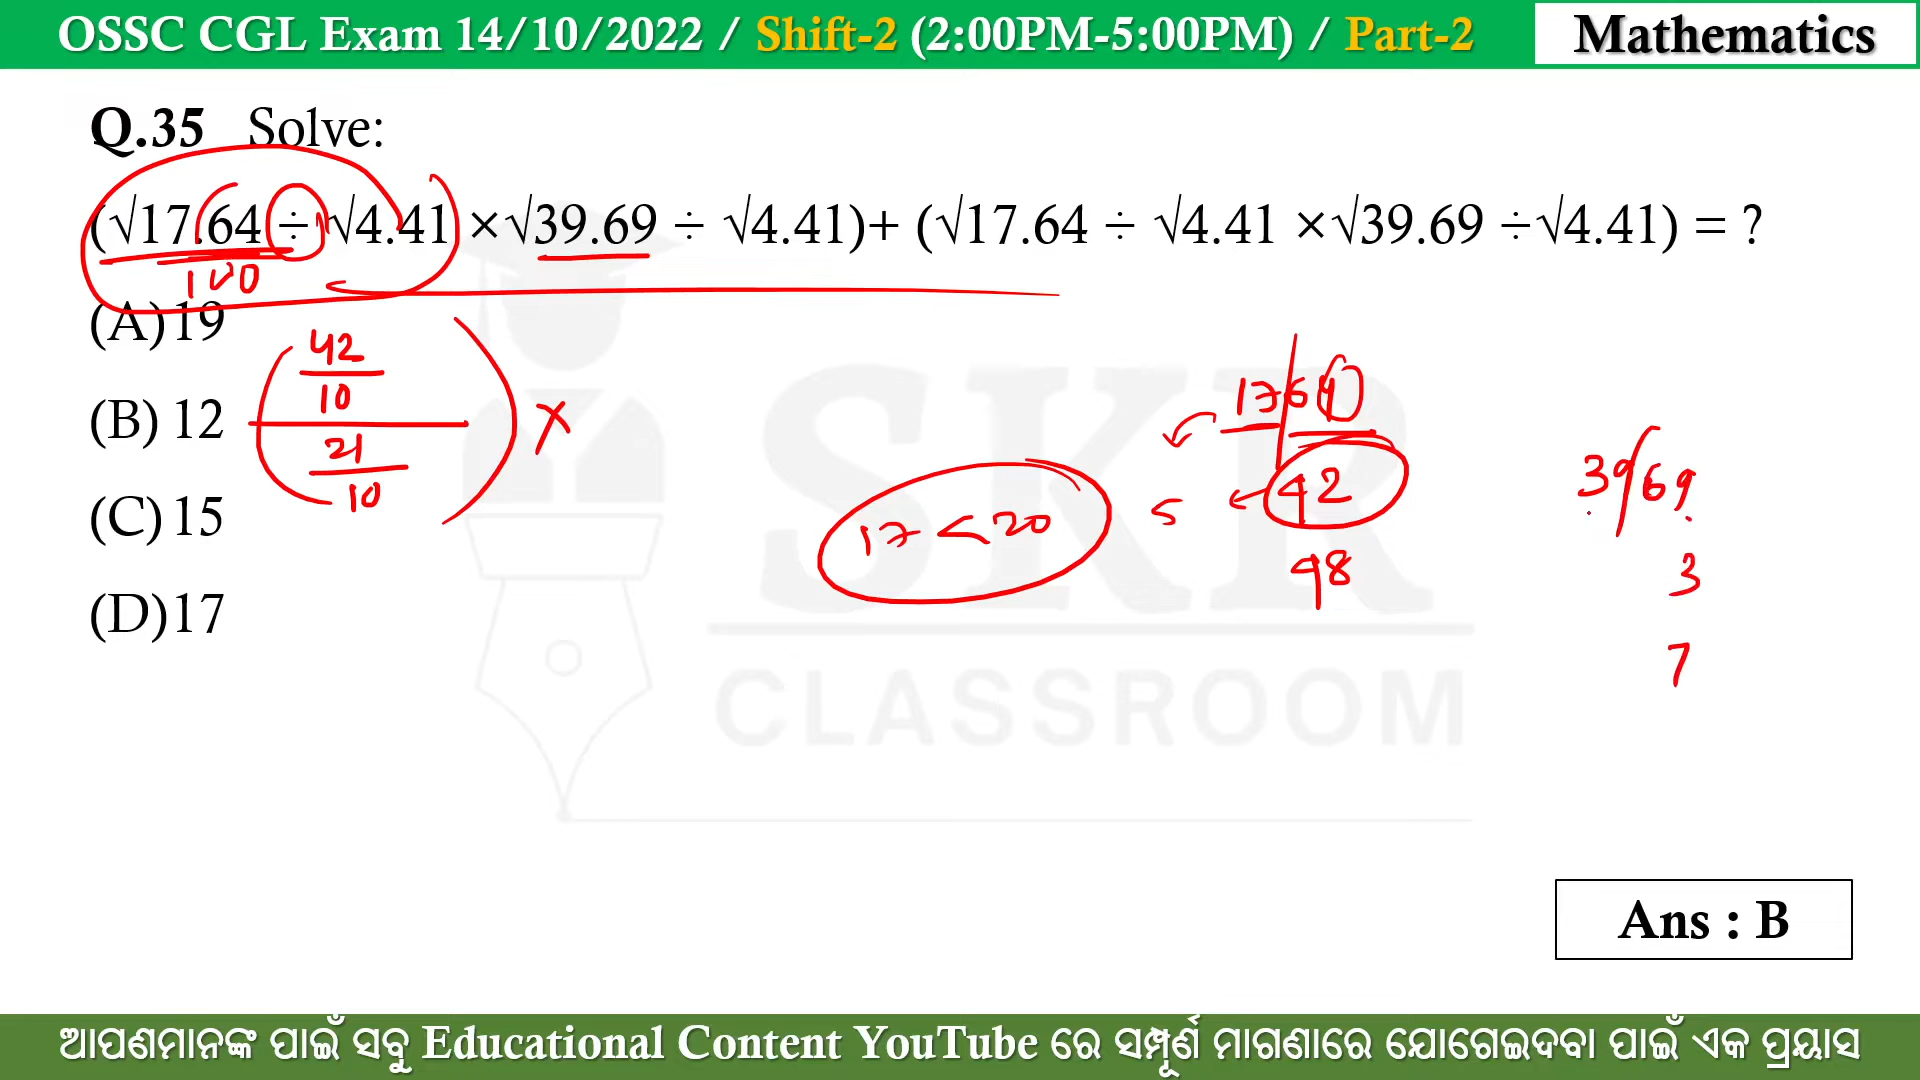 OSSC CGL Exam 14/10/2022 / Shift-2 (2:00PM-5:00PM) / Part-2 Mathematics
Q.35 Solve:
(√17.64 ÷ √4.41 ×√39.69 ÷ √4.41)+ (√17.64 ÷ √4.41 ×√39.69 ÷√4.41) = ?
100
(A)19
(B) 12
(C) 15
(D)17
42
10
21
10
×
17 < 20
1764
5 42
48
3969
3
7
SKR
CLASSROOM
Ans : B
ଆପଣମାନଙ୍କ ପାଇଁ ସବୁ Educational Content YouTube ରେ ସମ୍ପୂର୍ଣ ମାଗଣାରେ ଯୋଗେଇଦବା ପାଇଁ ଏକ ପ୍ରୟାସ